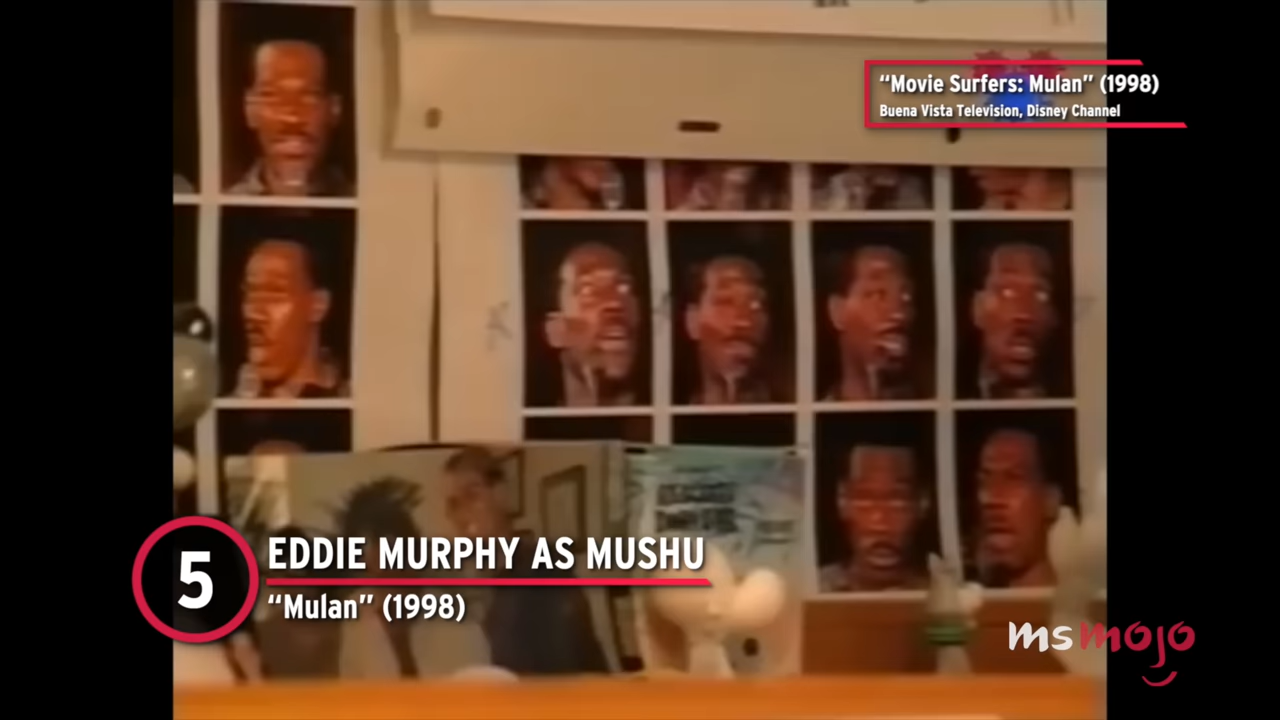 “Movie Surfers: Mulan” (1998)
Buena Vista Television, Disney Channel
5
EDDIE MURPHY AS MUSHU
“Mulan” (1998)
msmojo